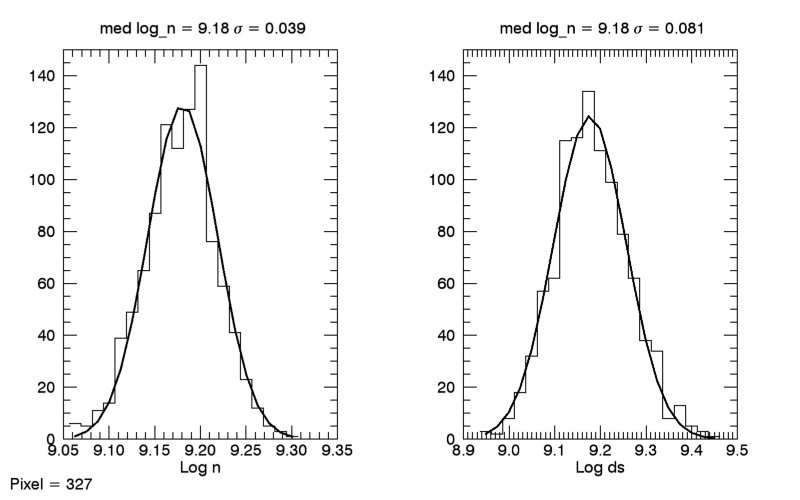 med log_n = 9.18 σ = 0.039
140
120
100
80
60
40
20
0
9.05 9.10 9.15 9.20 9.25 9.30 9.35
Log n
med log_n = 9.18 σ = 0.081
140
120
100
80
60
40
20
0
8.9 9.0 9.1 9.2 9.3 9.4 9.5
Log ds
Pixel = 327